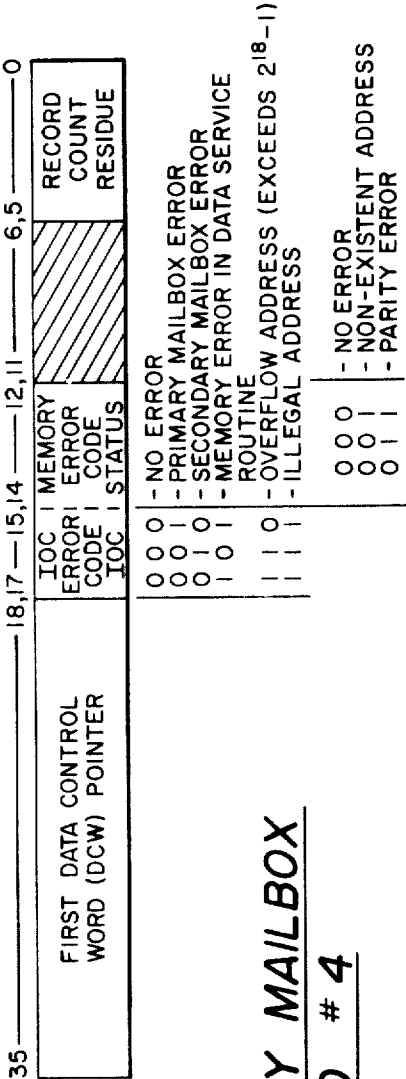 35 — 18,17 — 15,14 — 12,11 — 6,5 — 0
FIRST DATA CONTROL
WORD (DCW) POINTER
IOC
ERROR
CODE
IOC
MEMORY
ERROR
CODE
STATUS
RECORD
COUNT
RESIDUE
0 0 0 - NO ERROR
0 0 1 - PRIMARY MAILBOX ERROR
0 1 0 - SECONDARY MAILBOX ERROR
1 0 1 - MEMORY ERROR IN DATA SERVICE
ROUTINE
1 1 0 - OVERFLOW ADDRESS (EXCEEDS 2^18-1)
1 1 1 - ILLEGAL ADDRESS
0 0 0 - NO ERROR
0 0 1 - NON-EXISTENT ADDRESS
0 1 1 - PARITY ERROR
Y MAILBOX
# 4